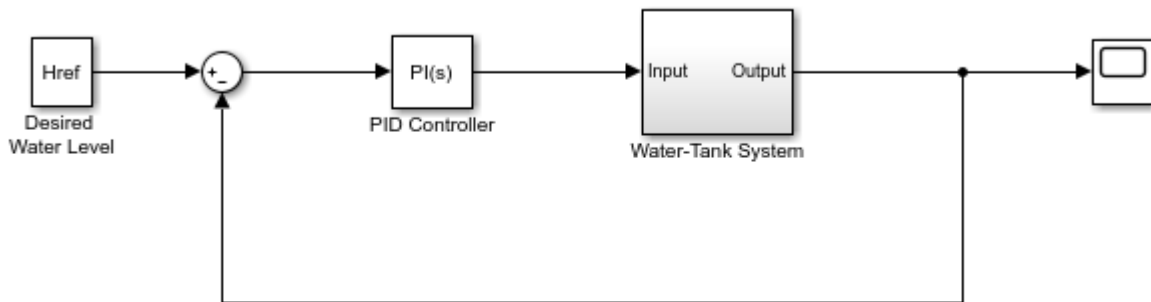 Href
Desired
Water Level
+
−
PI(s)
PID Controller
Input
Output
Water-Tank System